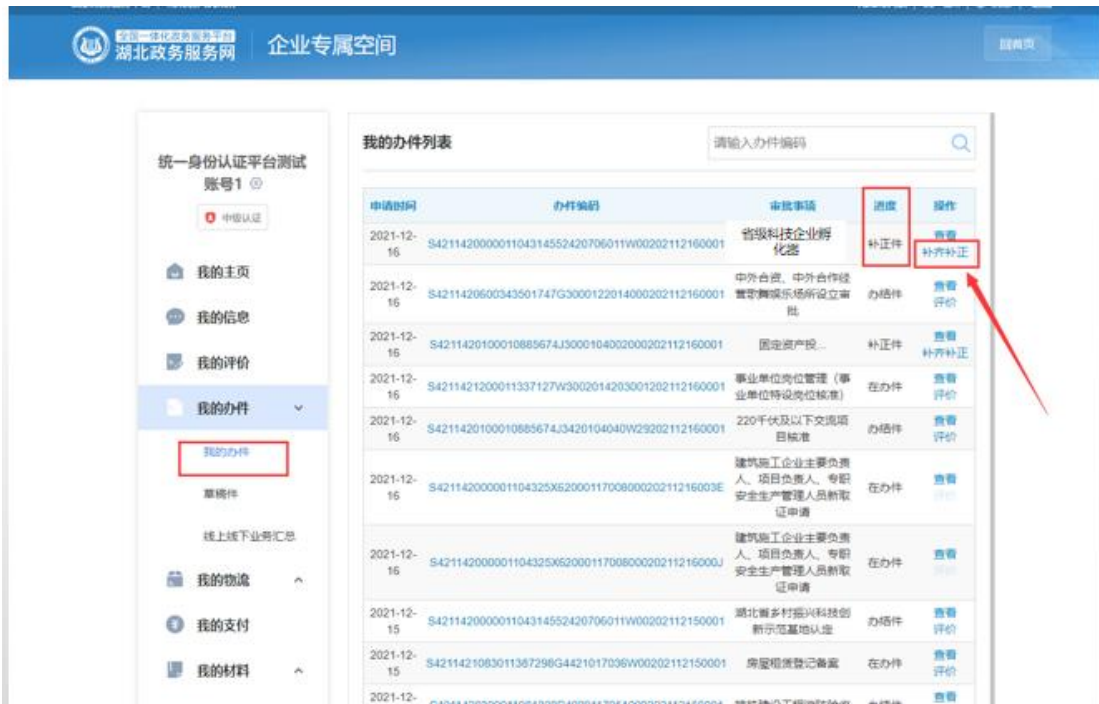 全国一体化政务服务平台
湖北政务服务网
企业专属空间
回首页
统一身份认证平台测试
账号1
中级认证
我的主页
我的信息
我的评价
我的办件
我的办件
草稿件
线上线下业务汇总
我的物流
我的支付
我的材料
我的办件列表
请输入办件编码
申请时间 办件编码 审批事项 进度 操作
2021-12-16 S421142000001104314552420706011W00202112160001 省级科技企业孵化器 补正件 查看 补齐补正
2021-12-16 S4211420600343501747G3000122014000202112160001 中外合资、中外合作经营歌舞娱乐场所设立审批 办结件 查看 评价
2021-12-16 S4211420100010885674J3000104002000202112160001 固定资产投... 补正件 查看 补齐补正
2021-12-16 S4211421200011337127W3002014203001202112160001 事业单位岗位管理（事业单位特设岗位核准） 在办件 查看 评价
2021-12-16 S4211420100010885674J3420104040W29202112160001 220千伏及以下交流项目核准 办结件 查看 评价
2021-12-16 S421142000001104325X6200011700800020211216003E 建筑施工企业主要负责人、项目负责人、专职安全生产管理人员新取证申请 在办件 查看 评价
2021-12-16 S421142000001104325X6200011700800020211216000J 建筑施工企业主要负责人、项目负责人、专职安全生产管理人员新取证申请 在办件 查看
2021-12-15 S421142000001104314552420706011W00202112150001 湖北省乡村振兴科技创新示范基地认定 办结件 查看 评价
2021-12-15 S4211421083011387298G4421017036W00202112150001 房屋租赁登记备案 在办件 查看 评价
2021-12- 查看